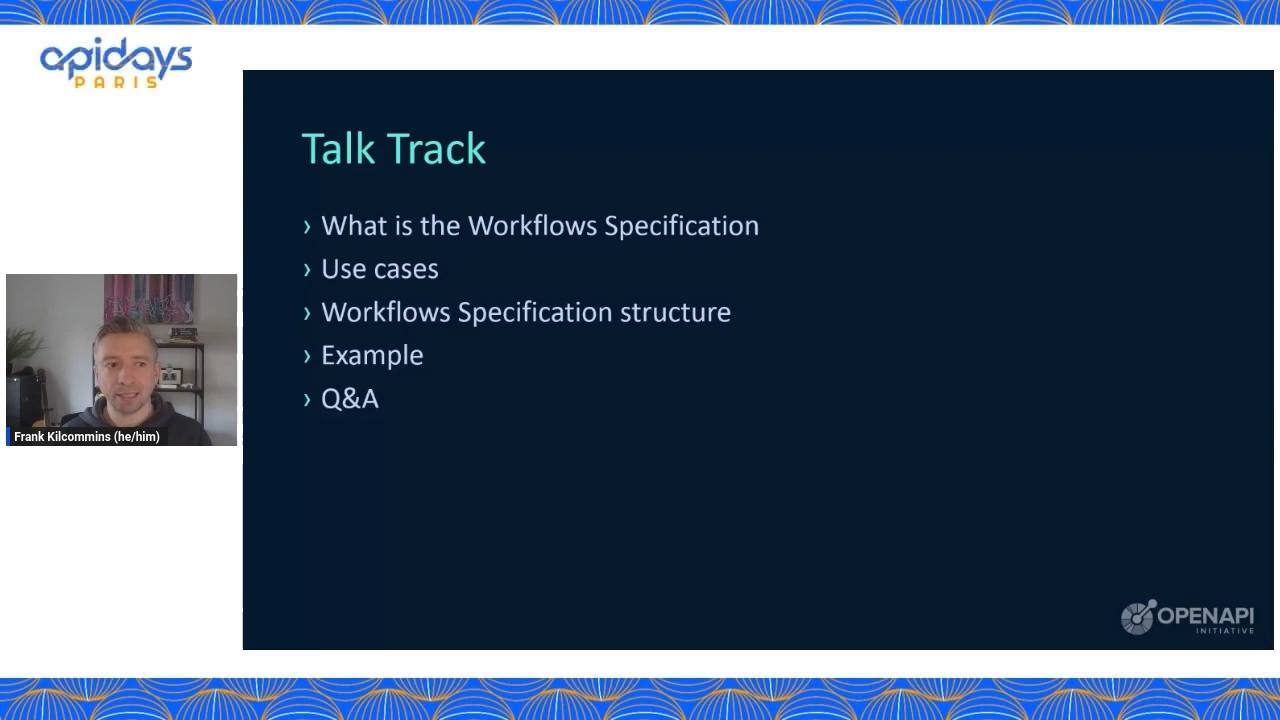 apidays
PARIS
Talk Track
› What is the Workflows Specification
› Use cases
› Workflows Specification structure
› Example
› Q&A
Frank Kilcommins (he/him)
OPENAPI
INITIATIVE